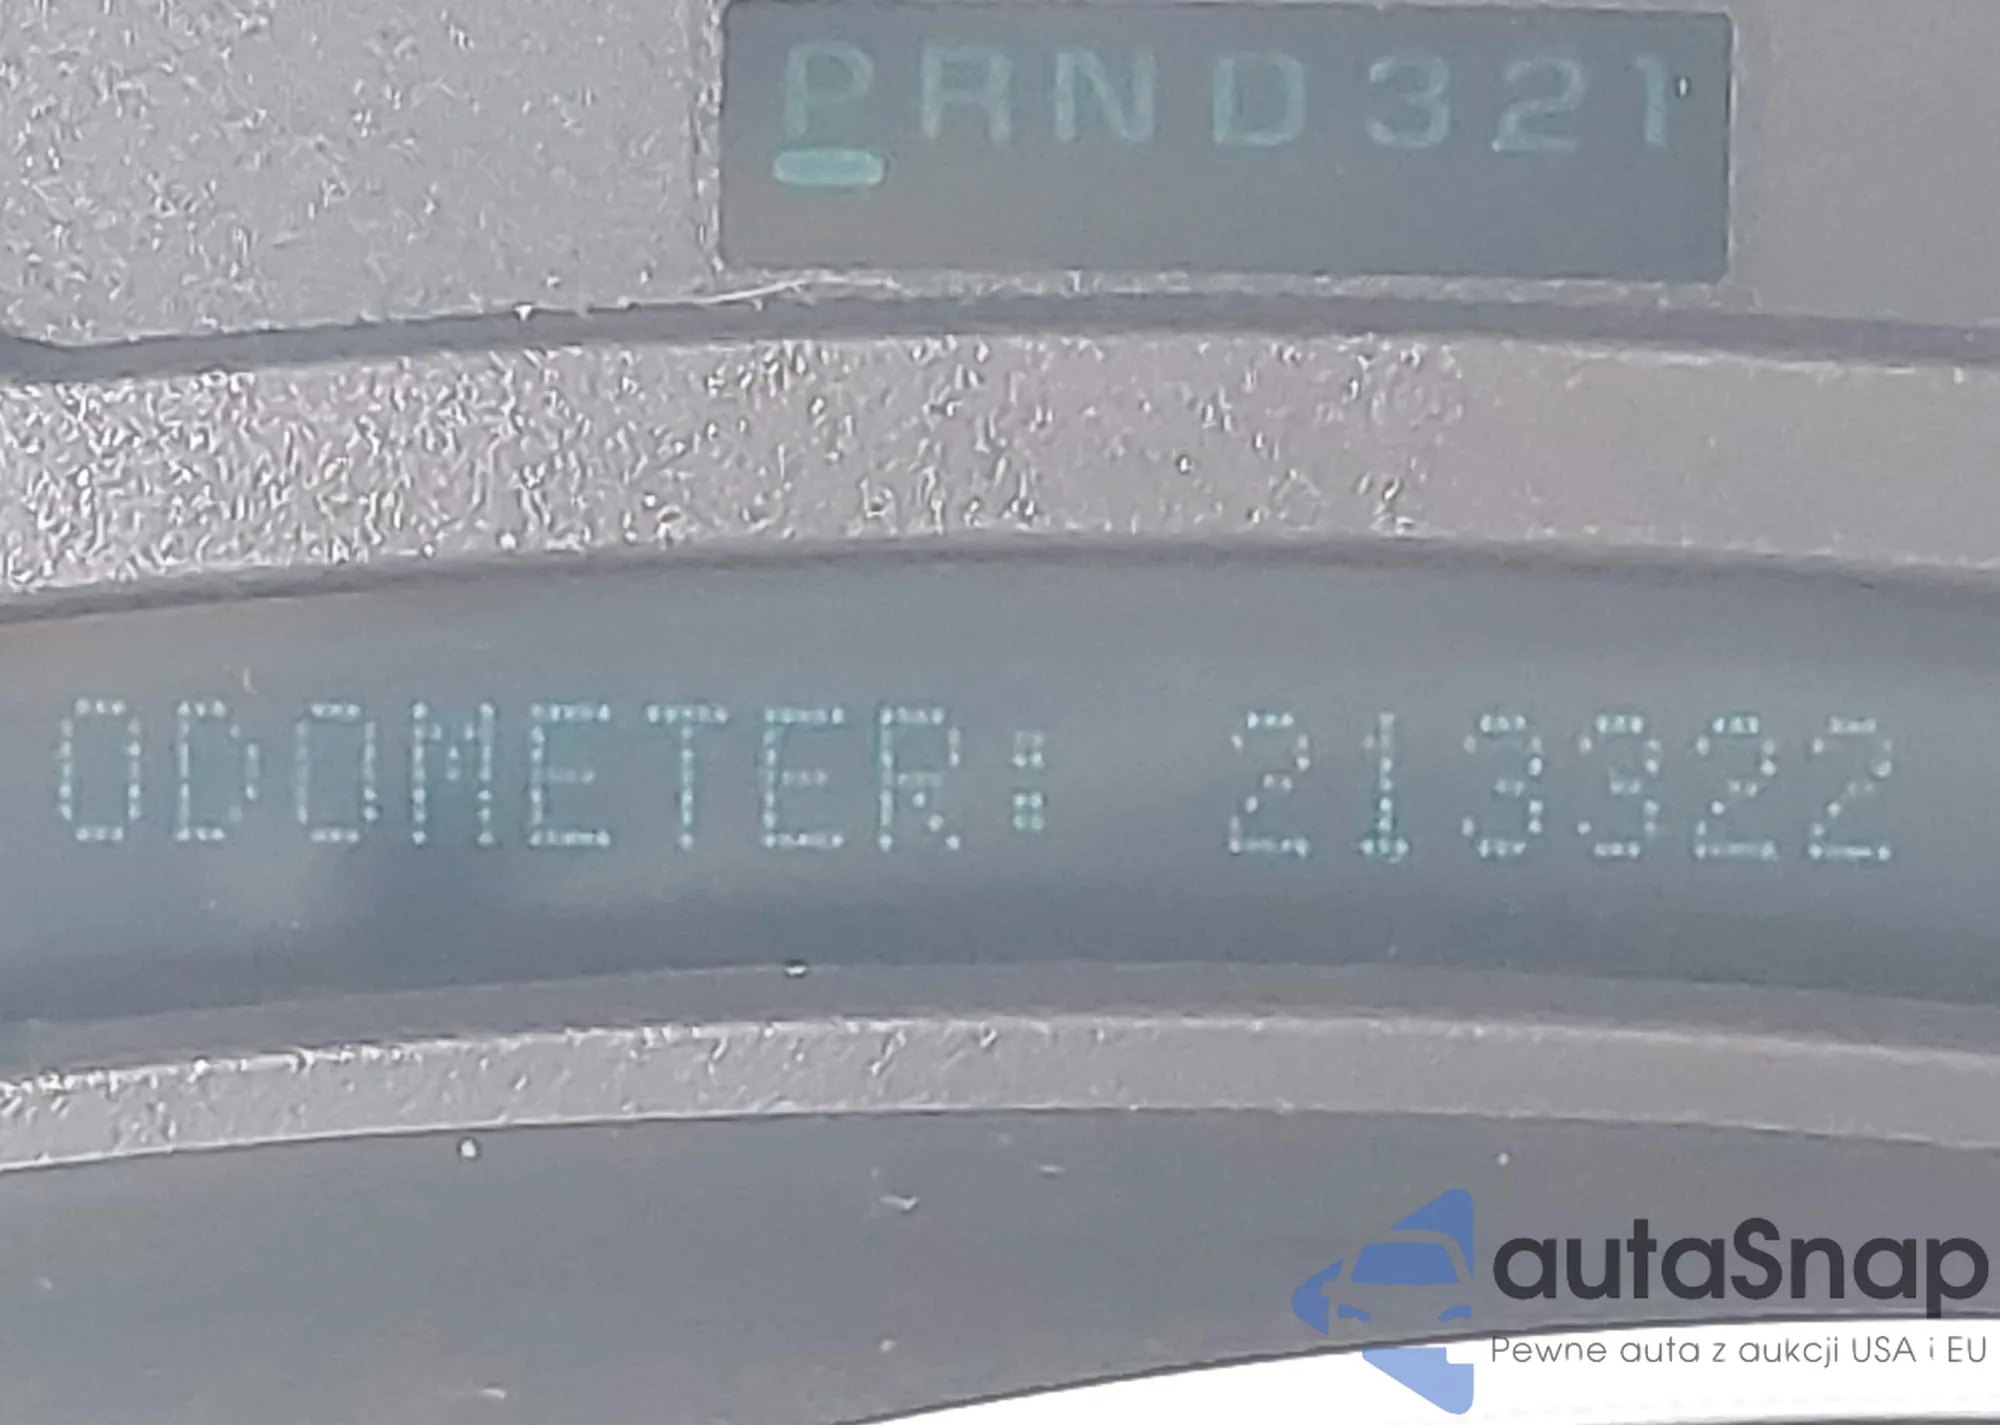 PRND321
ODOMETER: 213322
autaSnap
Pewne auta z aukcji USA i EU